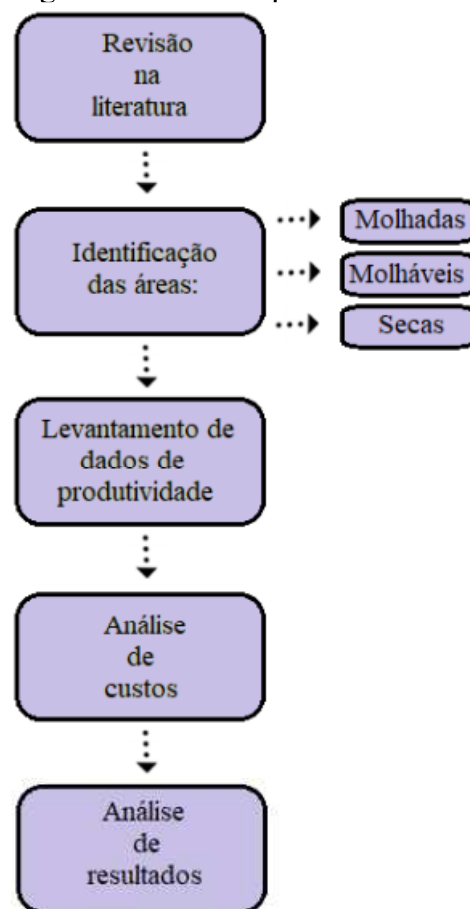 Revisão
na
literatura
Identificação
das áreas:
Molhadas
Molháveis
Secas
Levantamento de
dados de
produtividade
Análise
de
custos
Análise
de
resultados